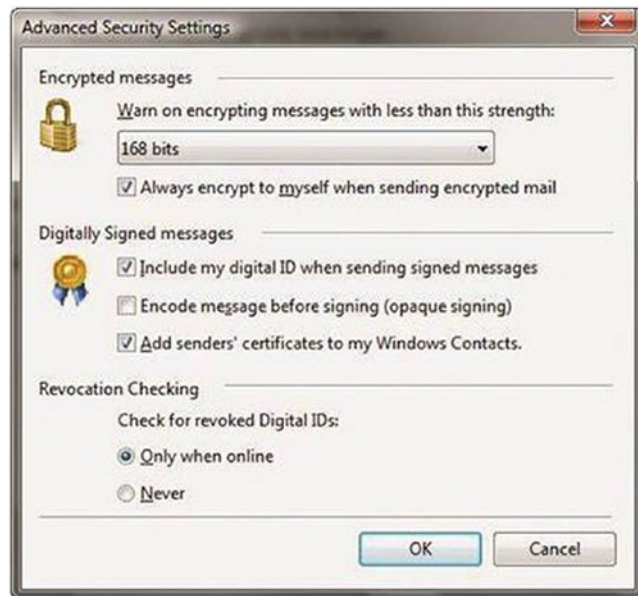 Advanced Security Settings
Encrypted messages
Warn on encrypting messages with less than this strength:
168 bits
Always encrypt to myself when sending encrypted mail
Digitally Signed messages
Include my digital ID when sending signed messages
Encode message before signing (opaque signing)
Add senders' certificates to my Windows Contacts.
Revocation Checking
Check for revoked Digital IDs:
Only when online
Never
OK Cancel